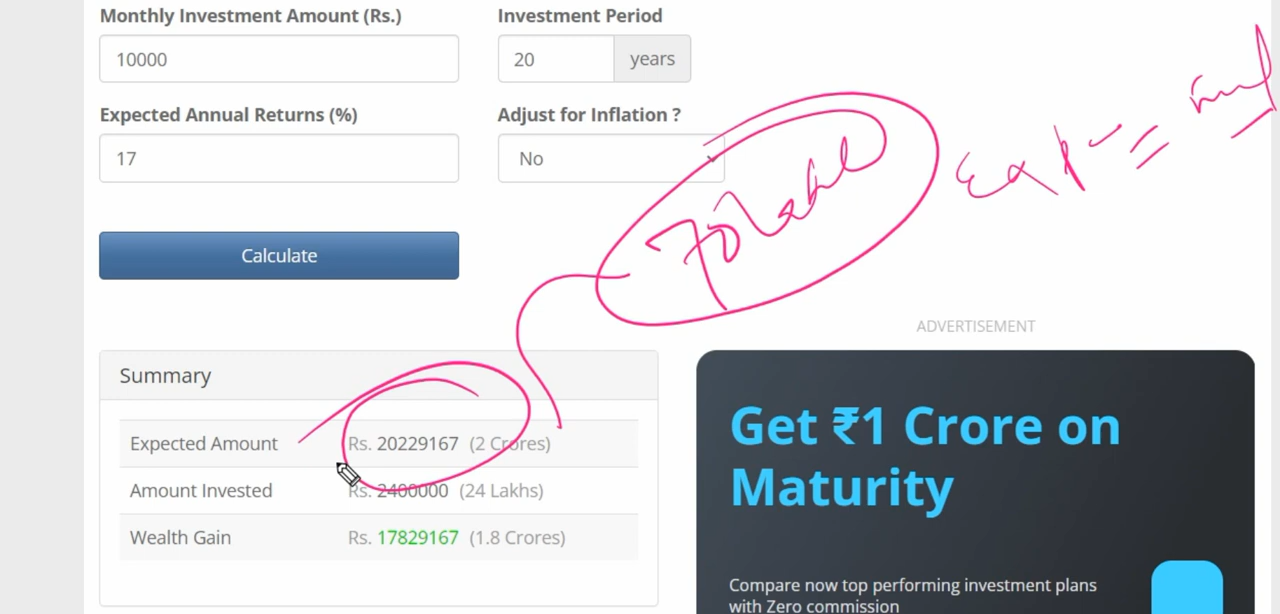 Monthly Investment Amount (Rs.)
Investment Period
10000
20 years
Expected Annual Returns (%)
Adjust for Inflation ?
17
No
Calculate
70 Lakh
ADVERTISEMENT
Summary
Expected Amount Rs. 20229167 (2 Crores)
Amount Invested Rs. 2400000 (24 Lakhs)
Wealth Gain Rs. 17829167 (1.8 Crores)
Get ₹1 Crore on
Maturity
Compare now top performing investment plans
with Zero commission